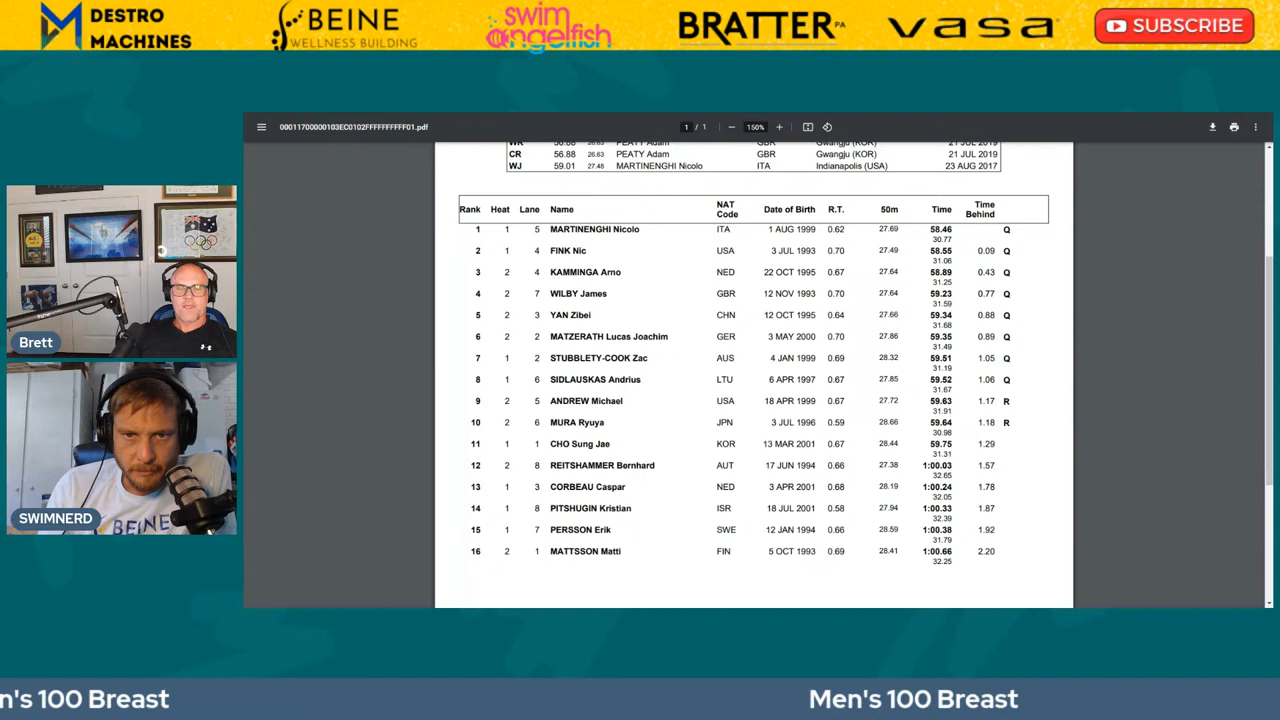 DESTRO
MACHINES
BEINE
WELLNESS BUILDING
swim
angelfish
BRATTER PA
vasa
SUBSCRIBE
00011700000103EC0102FFFFFFFFFF01.pdf
1 / 1
150%
WR 56.88 26.63 PEATY Adam GBR Gwangju (KOR) 21 JUL 2019
CR 56.88 26.63 PEATY Adam GBR Gwangju (KOR) 21 JUL 2019
WJ 59.01 27.48 MARTINENGHI Nicolo ITA Indianapolis (USA) 23 AUG 2017
Rank Heat Lane Name NAT Code Date of Birth R.T. 50m Time Time Behind
1 1 5 MARTINENGHI Nicolo ITA 1 AUG 1999 0.62 27.69 58.46 Q
30.77
2 1 4 FINK Nic USA 3 JUL 1993 0.70 27.49 58.55 0.09 Q
31.06
3 2 4 KAMMINGA Arno NED 22 OCT 1995 0.67 27.64 58.89 0.43 Q
31.25
4 2 7 WILBY James GBR 12 NOV 1993 0.70 27.64 59.23 0.77 Q
31.59
5 2 3 YAN Zibei CHN 12 OCT 1995 0.64 27.66 59.34 0.88 Q
31.68
6 2 2 MATZERATH Lucas Joachim GER 3 MAY 2000 0.70 27.86 59.35 0.89 Q
31.49
7 1 2 STUBBLETY-COOK Zac AUS 4 JAN 1999 0.69 28.32 59.51 1.05 Q
31.19
8 1 6 SIDLAUSKAS Andrius LTU 6 APR 1997 0.67 27.85 59.52 1.06 Q
31.67
9 2 5 ANDREW Michael USA 18 APR 1999 0.67 27.72 59.63 1.17 R
31.91
10 2 6 MURA Ryuya JPN 3 JUL 1996 0.59 28.66 59.64 1.18 R
30.98
11 1 1 CHO Sung Jae KOR 13 MAR 2001 0.67 28.44 59.75 1.29
31.31
12 2 8 REITSHAMMER Bernhard AUT 17 JUN 1994 0.66 27.38 1:00.03 1.57
32.65
13 1 3 CORBEAU Caspar NED 3 APR 2001 0.68 28.19 1:00.24 1.78
32.05
14 1 8 PITSHUGIN Kristian ISR 18 JUL 2001 0.58 27.94 1:00.33 1.87
32.39
15 1 7 PERSSON Erik SWE 12 JAN 1994 0.66 28.59 1:00.38 1.92
31.79
16 2 1 MATTSSON Matti FIN 5 OCT 1993 0.69 28.41 1:00.66 2.20
32.25
Brett
BEINE
SWIMNERD
n's 100 Breast
Men's 100 Breast